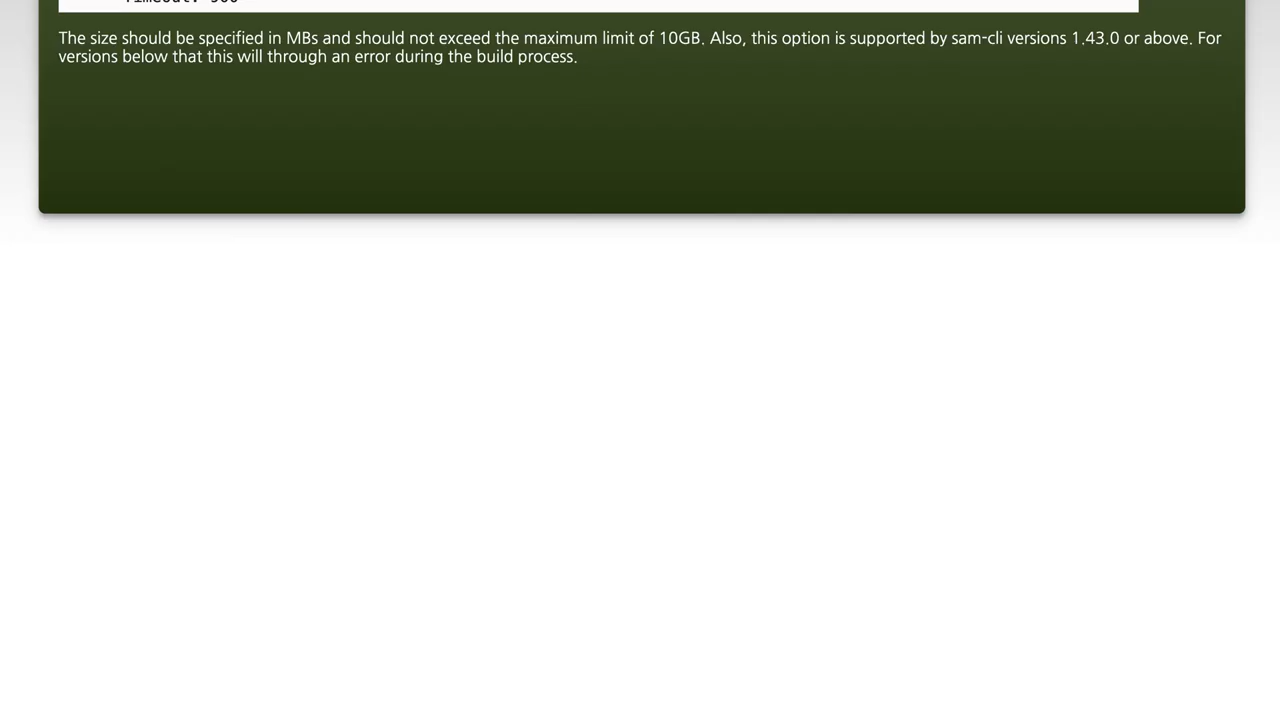 Timeout: 900
The size should be specified in MBs and should not exceed the maximum limit of 10GB. Also, this option is supported by sam-cli versions 1.43.0 or above. For
versions below that this will through an error during the build process.